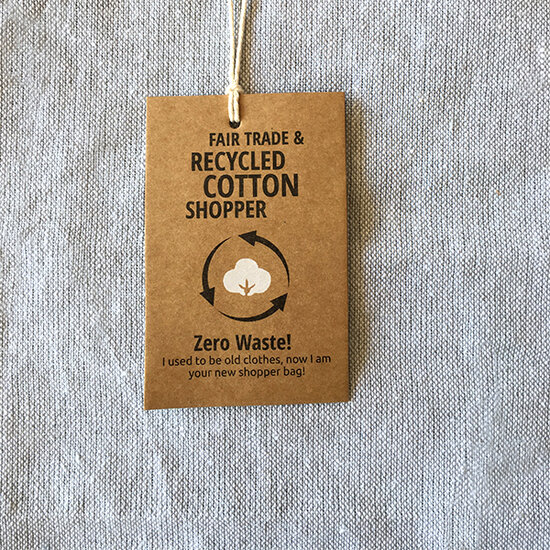 FAIR TRADE &
RECYCLED
COTTON
SHOPPER
Zero Waste!
I used to be old clothes, now I am
your new shopper bag!